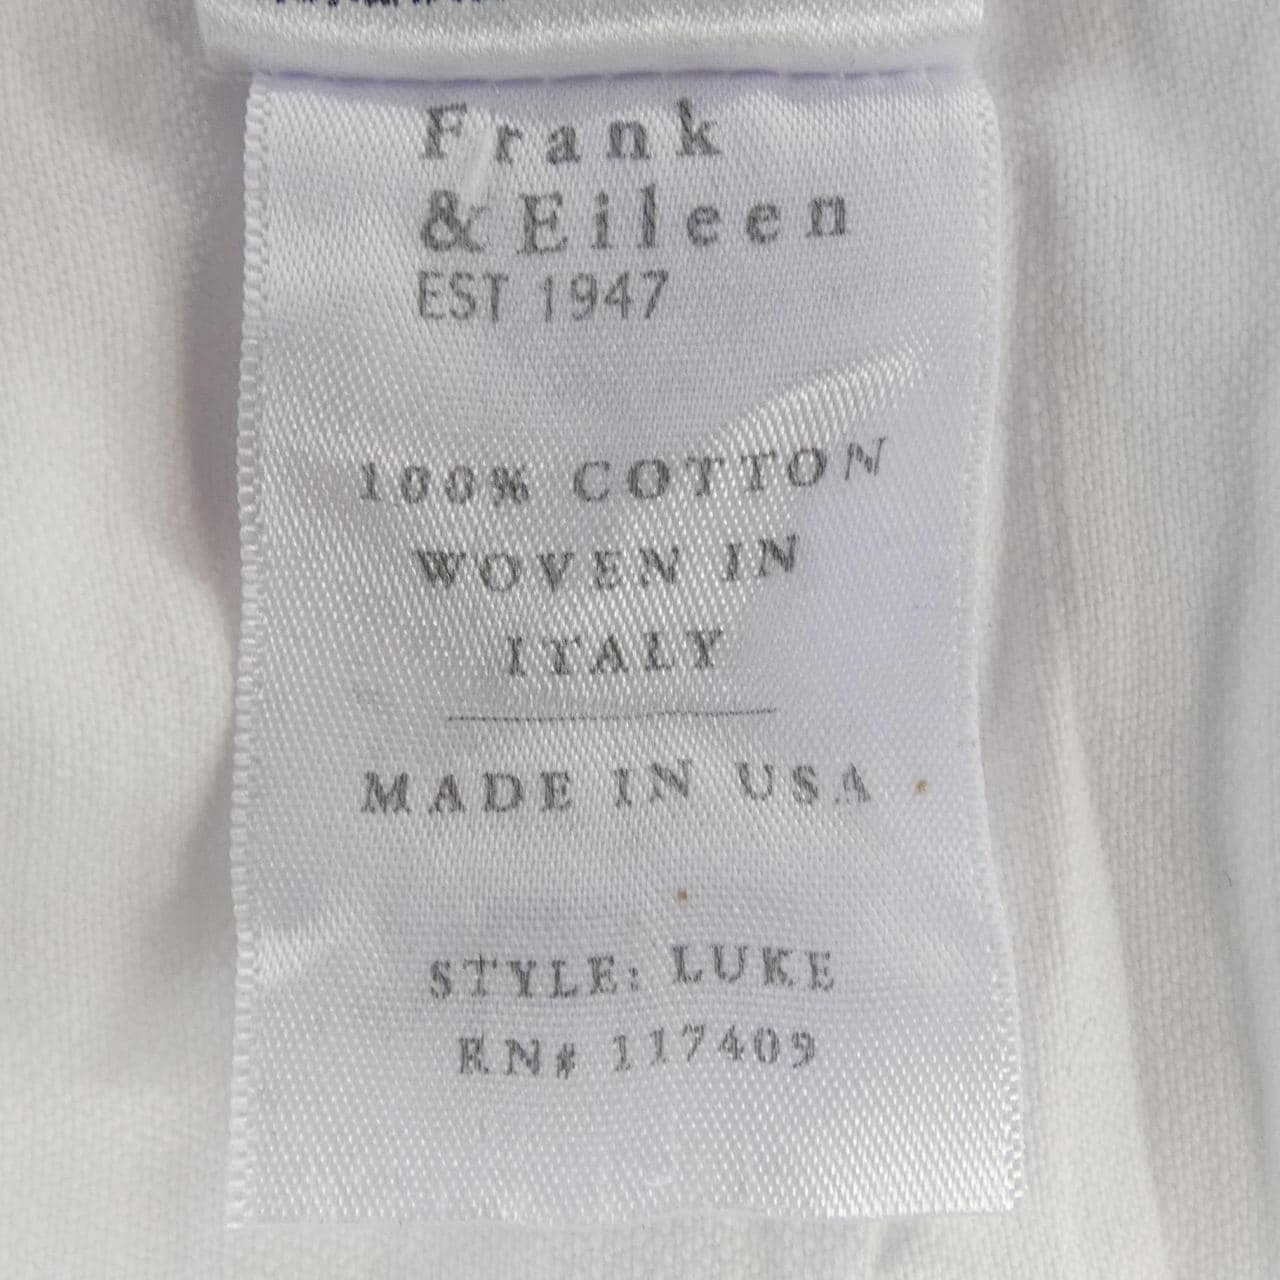 Frank
& Eileen
EST 1947
100% COTTON
WOVEN IN
ITALY
MADE IN USA
STYLE: LUKE
RN# 117409